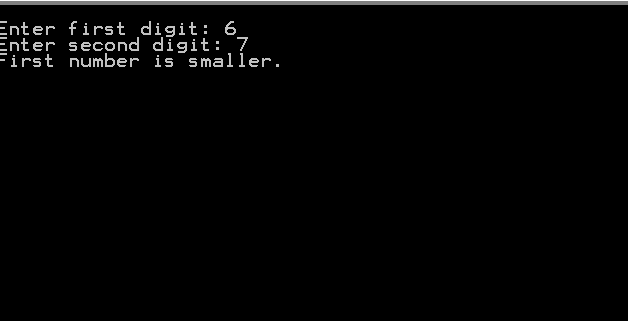 Enter first digit: 6
Enter second digit: 7
First number is smaller.